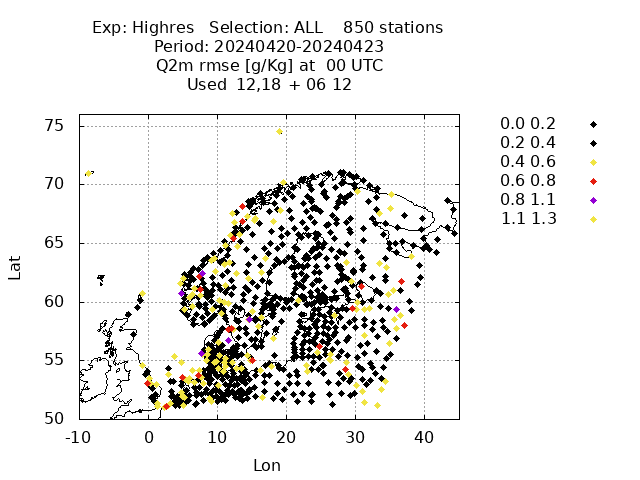 Exp: Highres   Selection: ALL    850 stations
Period: 20240420-20240423
Q2m rmse [g/Kg] at  00 UTC
Used  12,18 + 06 12
75
70
65
60
55
50
Lat
-10 0 10 20 30 40
Lon
0.0 0.2
0.2 0.4
0.4 0.6
0.6 0.8
0.8 1.1
1.1 1.3